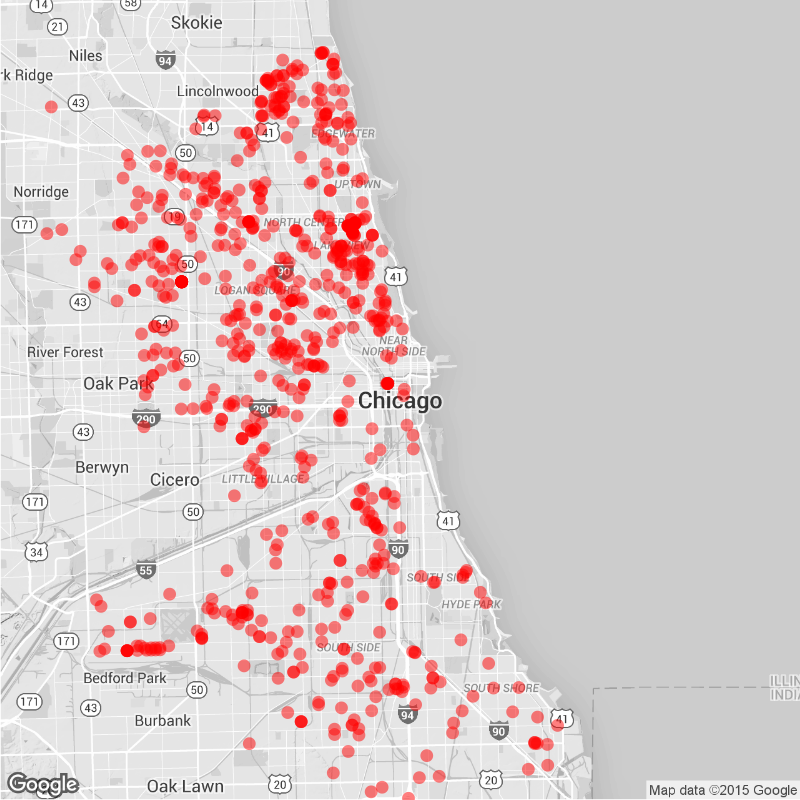 14
58
Skokie
21
Niles
94
rk Ridge
Lincolnwood
43
14
41
EDGEWATER
50
UPTOWN
Norridge
171
19
NORTH CENTER
LAKEVIEW
50
90
41
LOGAN SQUARE
43
64
NEAR
NORTH SIDE
River Forest
50
Oak Park
Chicago
290
290
43
Berwyn
Cicero
LITTLE VILLAGE
171
50
41
34
90
55
SOUTH SIDE
HYDE PARK
171
SOUTH SIDE
Bedford Park
50
SOUTH SHORE
ILLIN
INDIA
171
43
94
41
Burbank
90
Oak Lawn
20
20
Google
Map data ©2015 Google